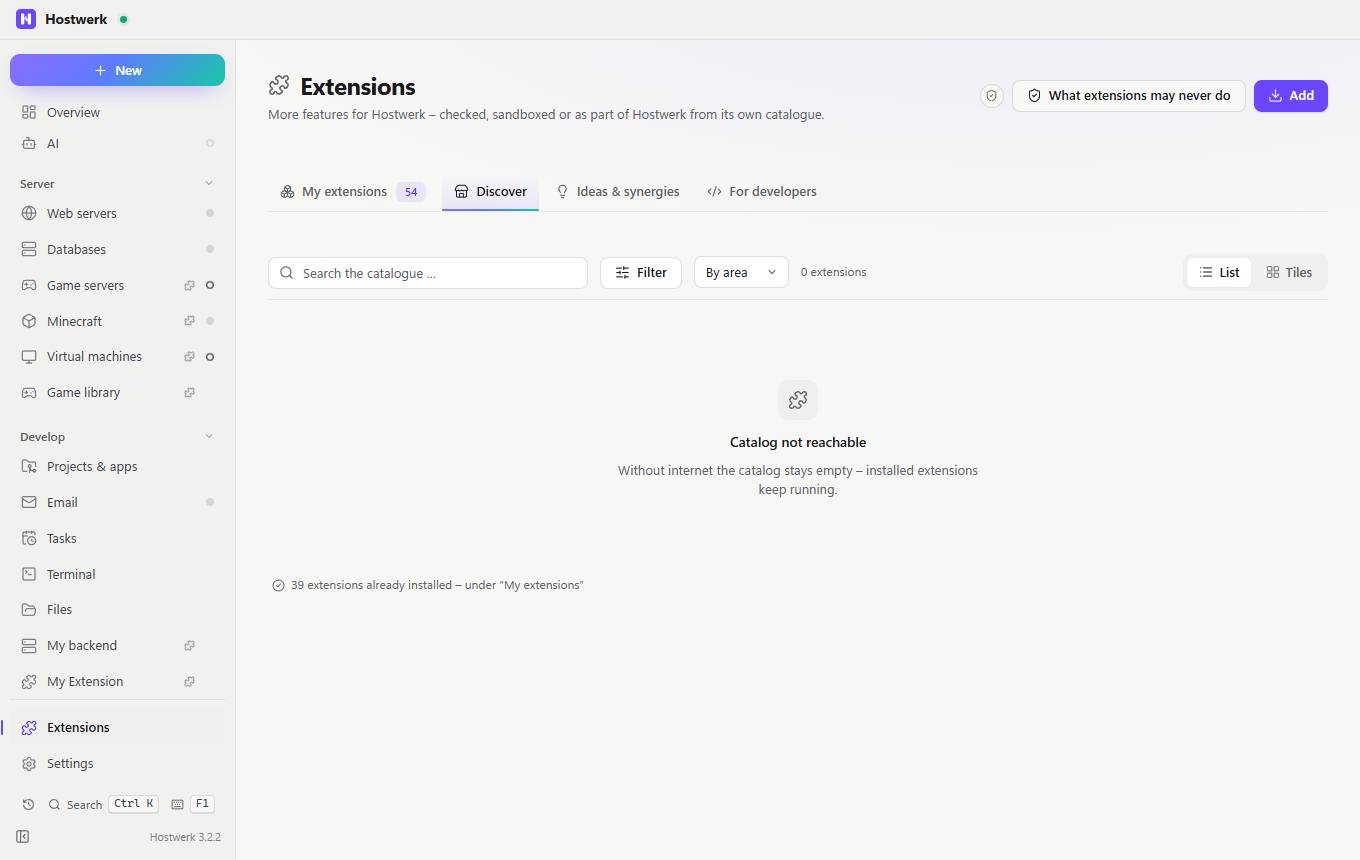 Hostwerk
New
Overview
AI
Server
Web servers
Databases
Game servers
Minecraft
Virtual machines
Game library
Develop
Projects & apps
Email
Tasks
Terminal
Files
My backend
My Extension
Extensions
Settings
Search Ctrl K F1
Hostwerk 3.2.2
Extensions
More features for Hostwerk – checked, sandboxed or as part of Hostwerk from its own catalogue.
What extensions may never do
Add
My extensions 54
Discover
Ideas & synergies
For developers
Search the catalogue ...
Filter
By area
0 extensions
List
Tiles
Catalog not reachable
Without internet the catalog stays empty – installed extensions
keep running.
39 extensions already installed – under “My extensions”